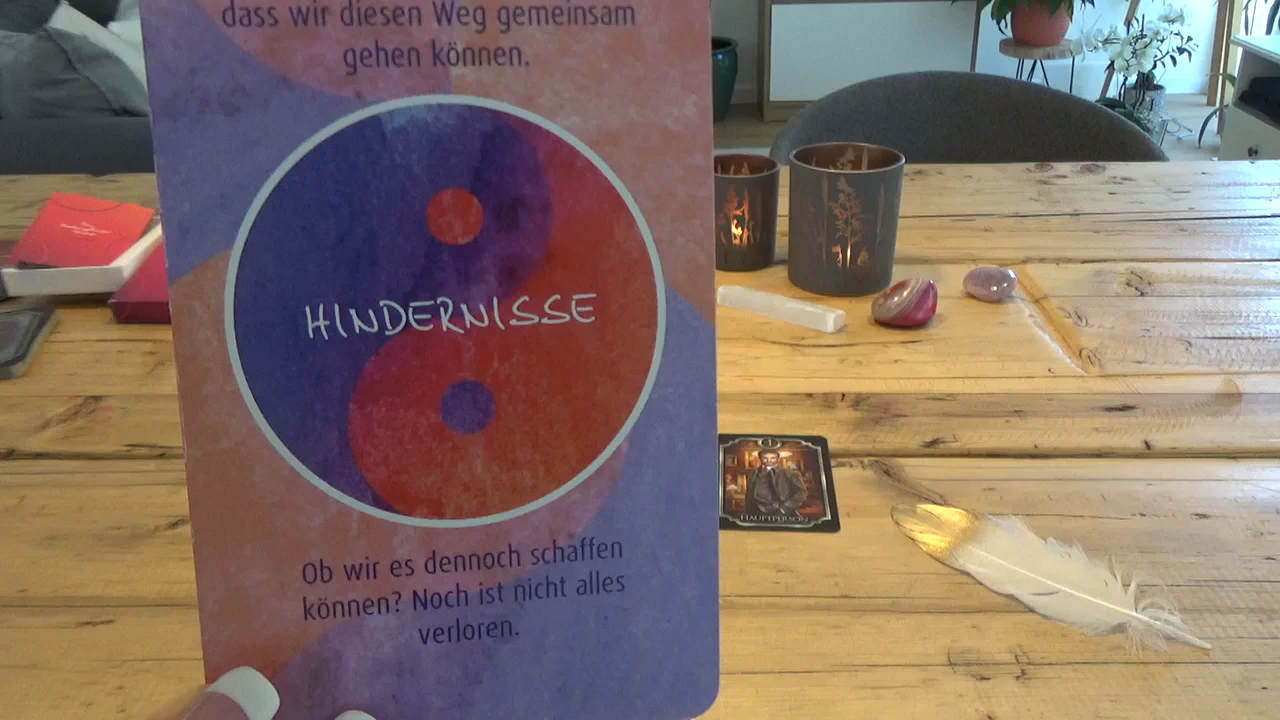 dass wir diesen Weg gemeinsam
gehen können.
HINDERNISSE
Ob wir es dennoch schaffen
können? Noch ist nicht alles
verloren.
1
HAUPTPERSON